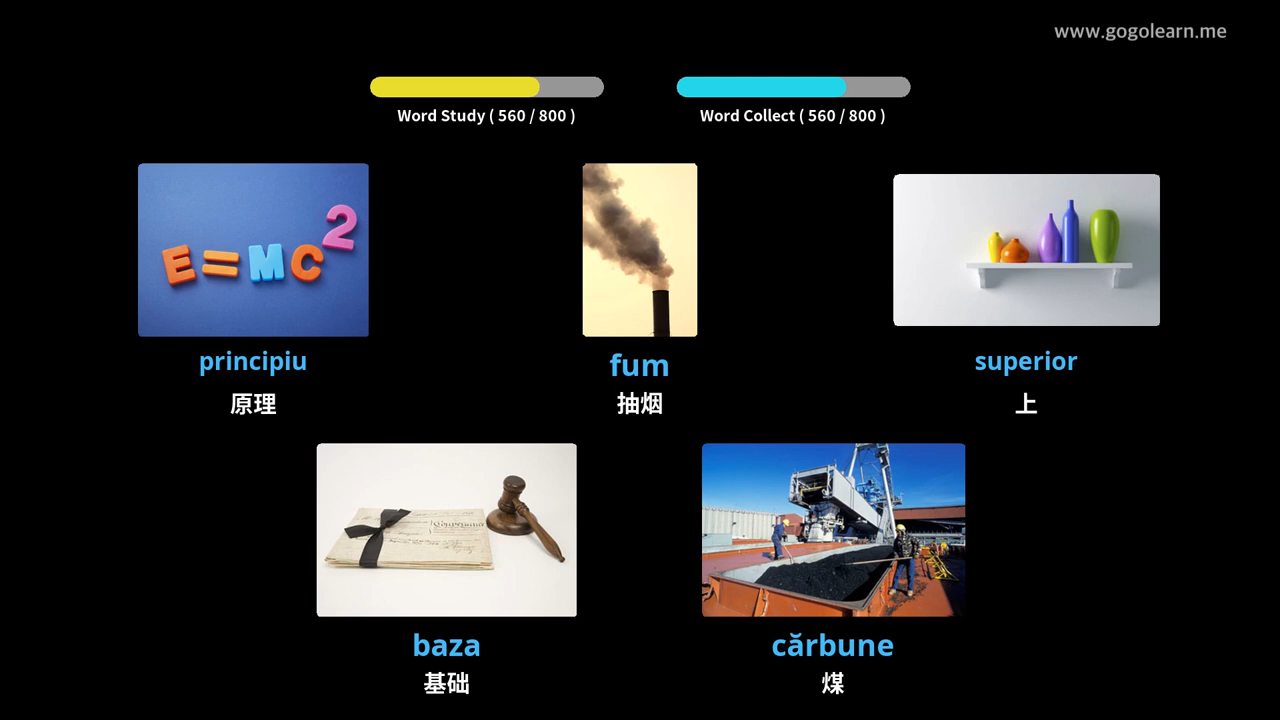 www.gogolearn.me
Word Study ( 560 / 800 )
Word Collect ( 560 / 800 )
E=MC2
principiu
原理
fum
抽烟
superior
上
baza
基础
cărbune
煤